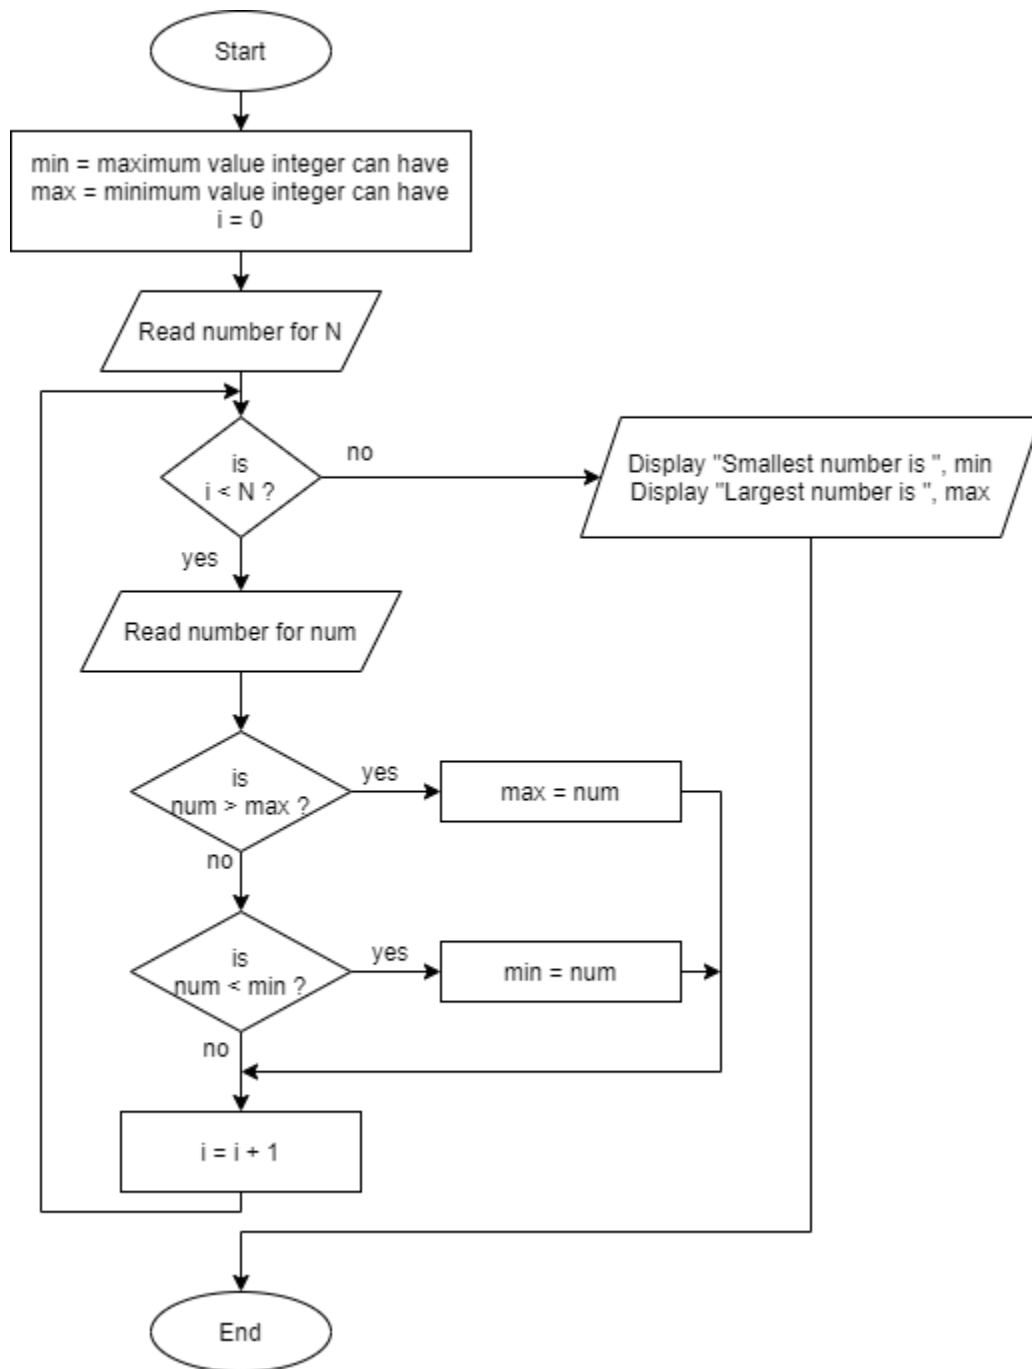 Start
min = maximum value integer can have
max = minimum value integer can have
i = 0
Read number for N
is
i < N ?
no
Display "Smallest number is ", min
Display "Largest number is ", max
yes
Read number for num
is
num > max ?
yes
max = num
no
is
num < min ?
yes
min = num
no
i = i + 1
End